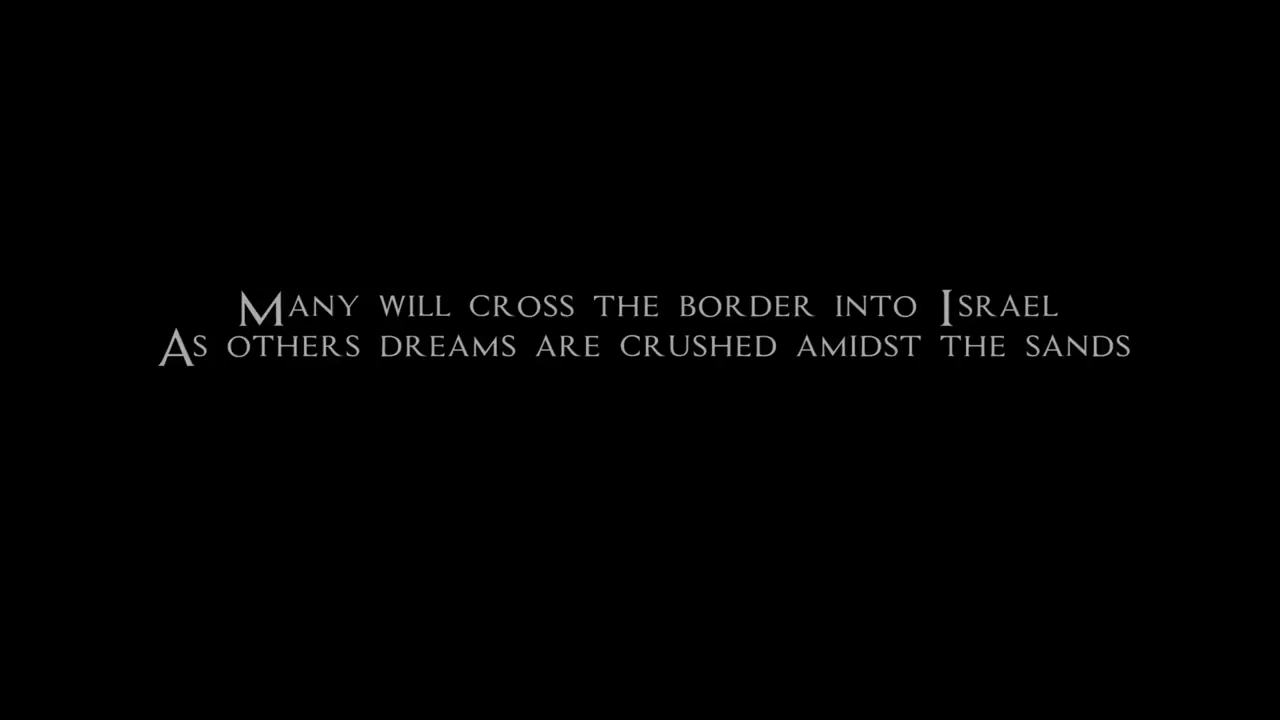 Many will cross the border into Israel
As others dreams are crushed amidst the sands